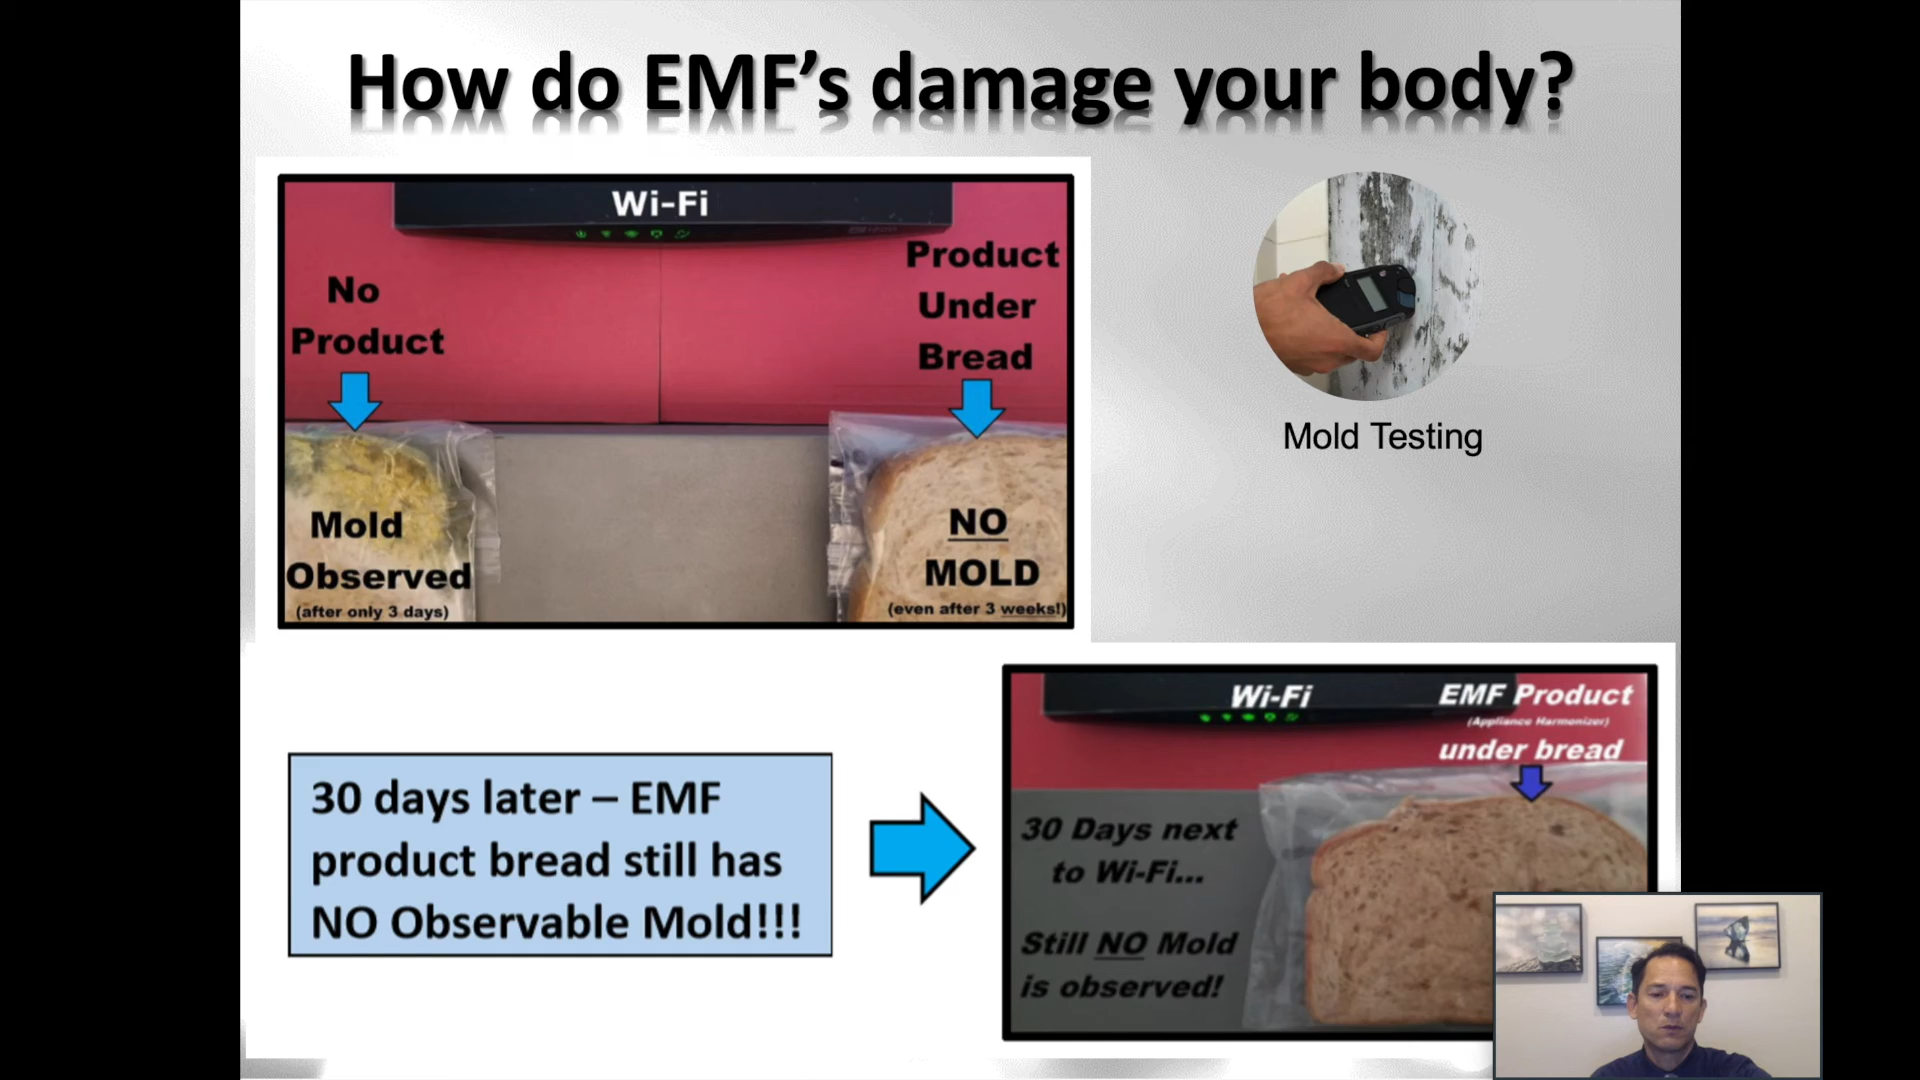 How do EMF's damage your body?
Wi-Fi
No
Product
Product
Under
Bread
Mold
Observed
(after only 3 days)
NO
MOLD
(even after 3 weeks!)
Mold Testing
30 days later – EMF
product bread still has
NO Observable Mold!!!
Wi-Fi
EMF Product
(Appliance Harmonizer)
under bread
30 Days next
to Wi-Fi...
Still NO Mold
is observed!